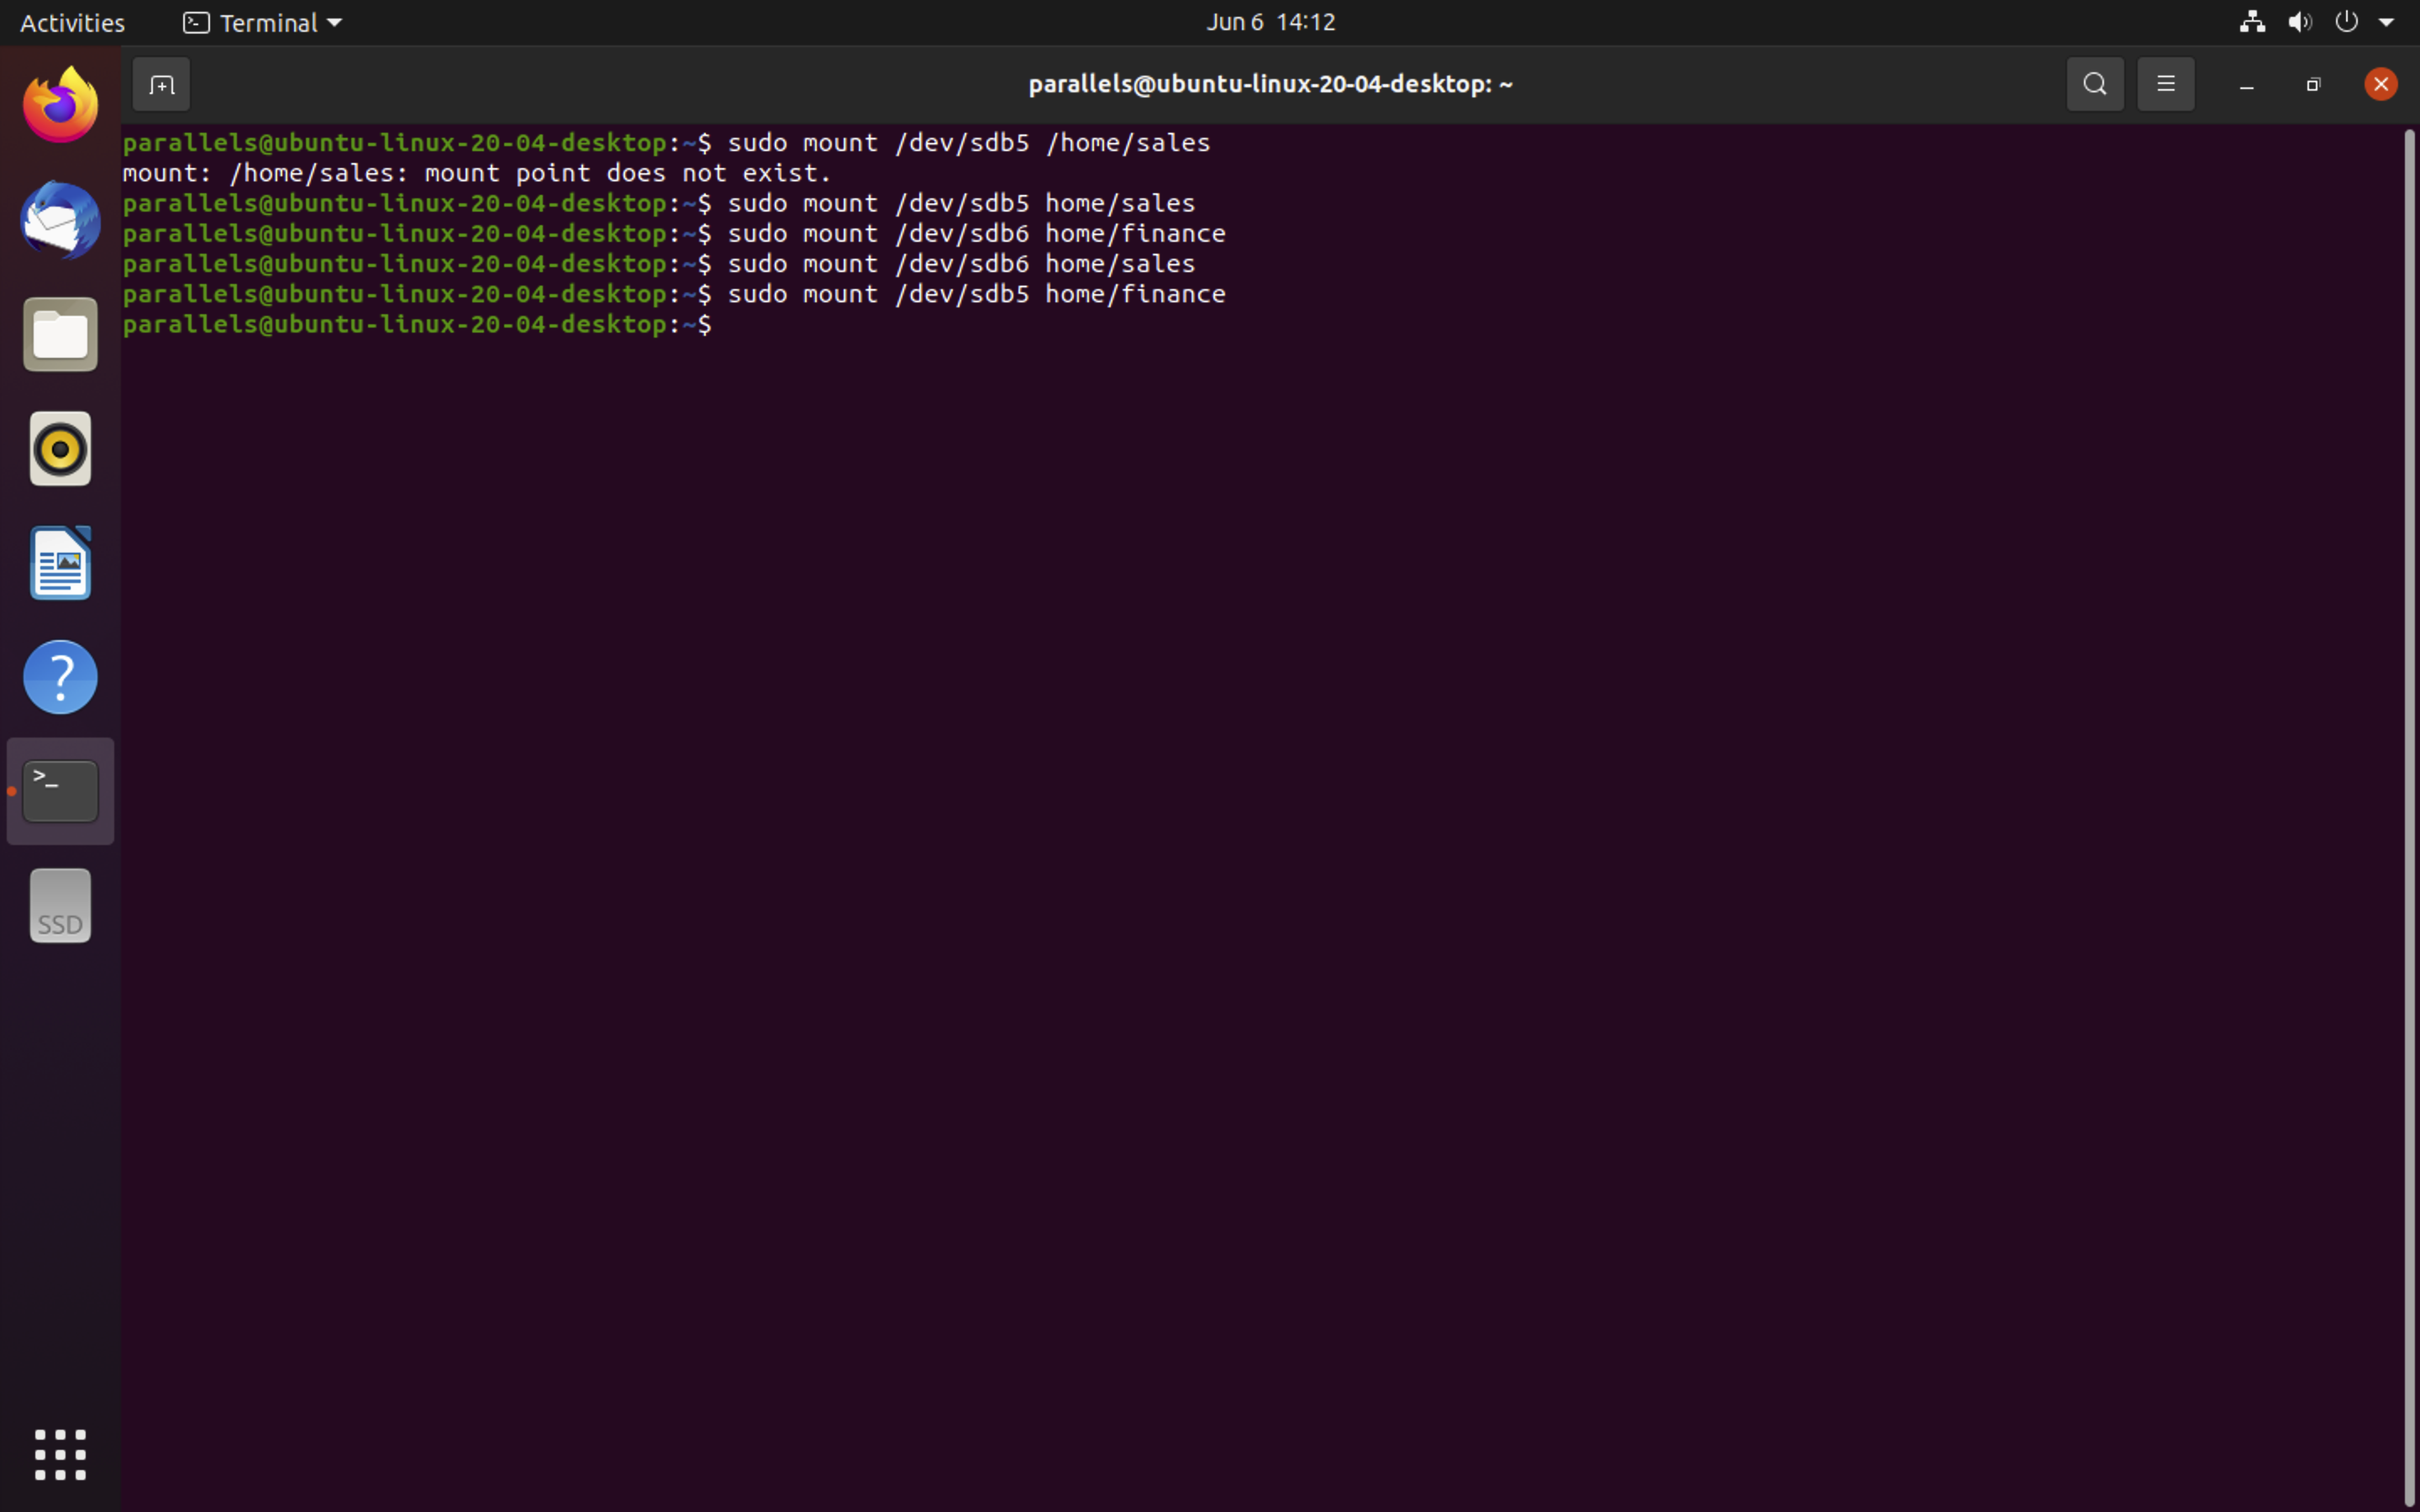 Activities Terminal Jun 6 14:12
parallels@ubuntu-linux-20-04-desktop: ~
parallels@ubuntu-linux-20-04-desktop:~$ sudo mount /dev/sdb5 /home/sales
mount: /home/sales: mount point does not exist.
parallels@ubuntu-linux-20-04-desktop:~$ sudo mount /dev/sdb5 home/sales
parallels@ubuntu-linux-20-04-desktop:~$ sudo mount /dev/sdb6 home/finance
parallels@ubuntu-linux-20-04-desktop:~$ sudo mount /dev/sdb6 home/sales
parallels@ubuntu-linux-20-04-desktop:~$ sudo mount /dev/sdb5 home/finance
parallels@ubuntu-linux-20-04-desktop:~$
?
>_
SSD